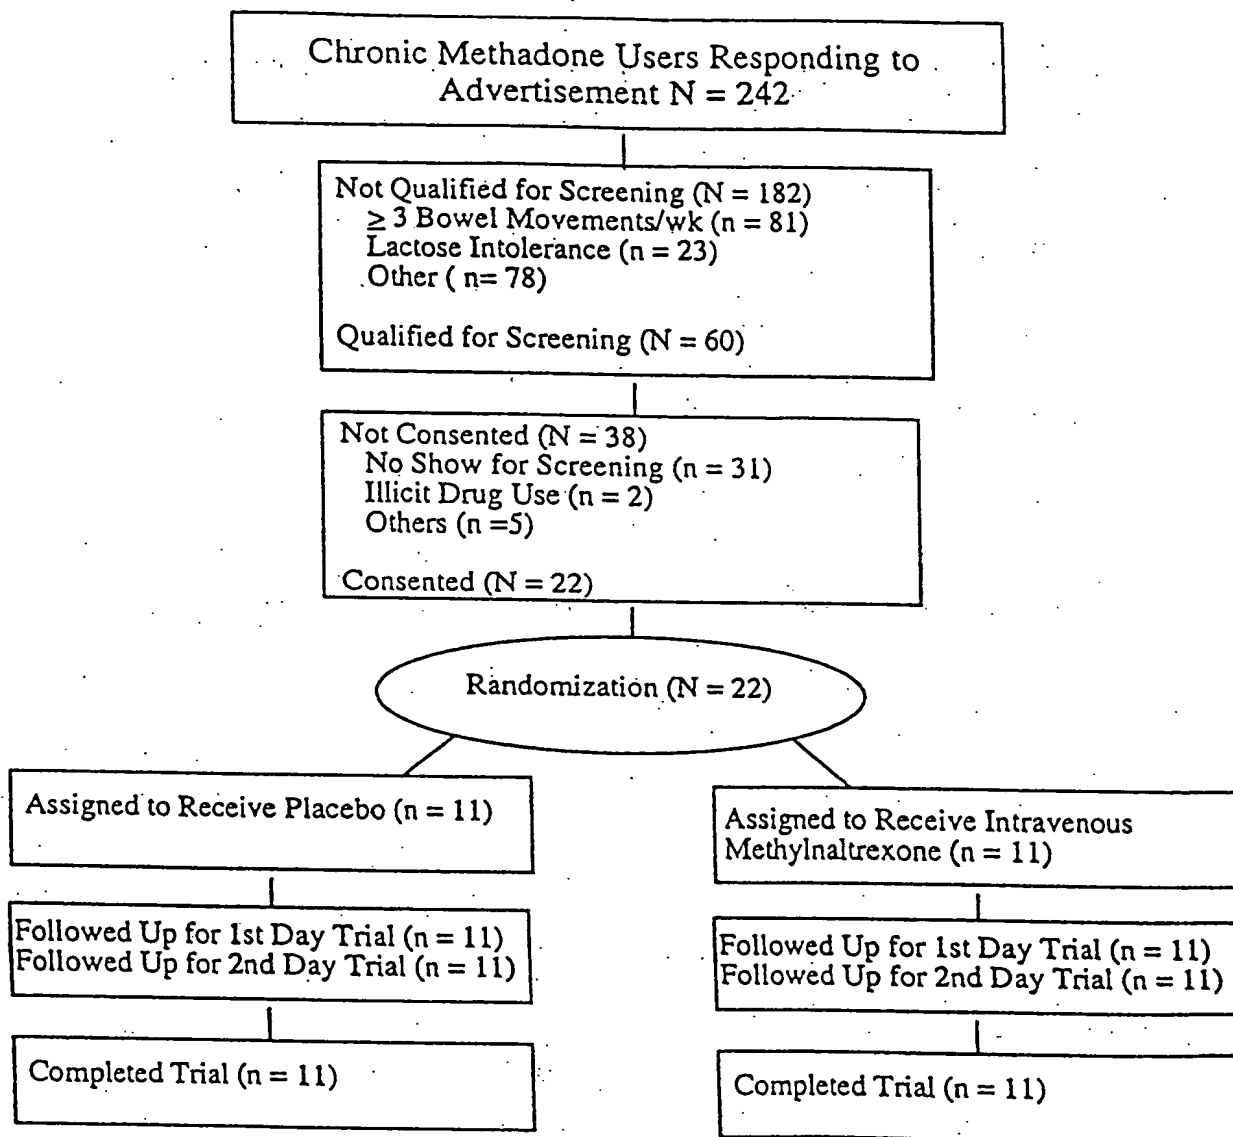 Chronic Methadone Users Responding to
Advertisement N = 242
Not Qualified for Screening (N = 182)
≥ 3 Bowel Movements/wk (n = 81)
Lactose Intolerance (n = 23)
Other ( n= 78)
Qualified for Screening (N = 60)
Not Consented (N = 38)
No Show for Screening (n = 31)
Illicit Drug Use (n = 2)
Others (n =5)
Consented (N = 22)
Randomization (N = 22)
Assigned to Receive Placebo (n = 11)
Followed Up for 1st Day Trial (n = 11)
Followed Up for 2nd Day Trial (n = 11)
Completed Trial (n = 11)
Assigned to Receive Intravenous
Methylnaltrexone (n = 11)
Followed Up for 1st Day Trial (n = 11)
Followed Up for 2nd Day Trial (n = 11)
Completed Trial (n = 11)